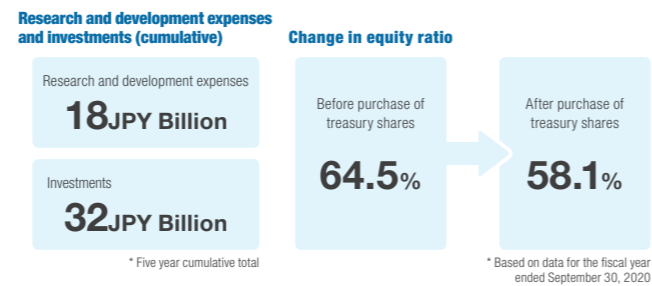 Research and development expenses
and investments (cumulative)
Research and development expenses
18JPY Billion
Investments
32JPY Billion
* Five year cumulative total
Change in equity ratio
Before purchase of
treasury shares
64.5%
After purchase of
treasury shares
58.1%
* Based on data for the fiscal year
ended September 30, 2020